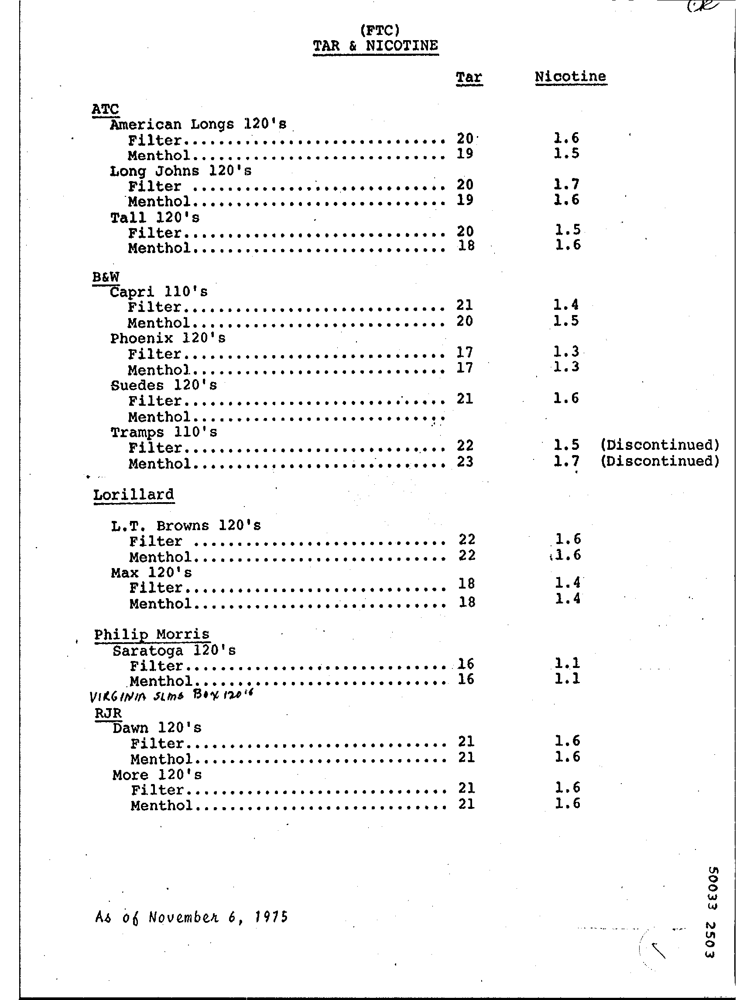 OK
(FTC)
TAR & NICOTINE
Tar Nicotine
ATC
American Longs 120's
Filter.............................. 20 1.6
Menthol............................. 19 1.5
Long Johns 120's
Filter ............................. 20 1.7
Menthol............................. 19 1.6
Tall 120's
Filter.............................. 20 1.5
Menthol............................. 18 1.6
B&W
Capri 110's
Filter.............................. 21 1.4
Menthol............................. 20 1.5
Phoenix 120's
Filter.............................. 17 1.3
Menthol............................. 17 1.3
Suedes 120's
Filter.............................. 21 1.6
Menthol.............................
Tramps 110's
Filter.............................. 22 1.5 (Discontinued)
Menthol............................. 23 1.7 (Discontinued)
Lorillard
L.T. Browns 120's
Filter ............................. 22 1.6
Menthol............................. 22 1.6
Max 120's
Filter.............................. 18 1.4
Menthol............................. 18 1.4
Philip Morris
Saratoga 120's
Filter.............................. 16 1.1
Menthol............................. 16 1.1
VIRGINIA SLMS BOX 120's
RJR
Dawn 120's
Filter.............................. 21 1.6
Menthol............................. 21 1.6
More 120's
Filter.............................. 21 1.6
Menthol............................. 21 1.6
As of November 6, 1975
50033 2503